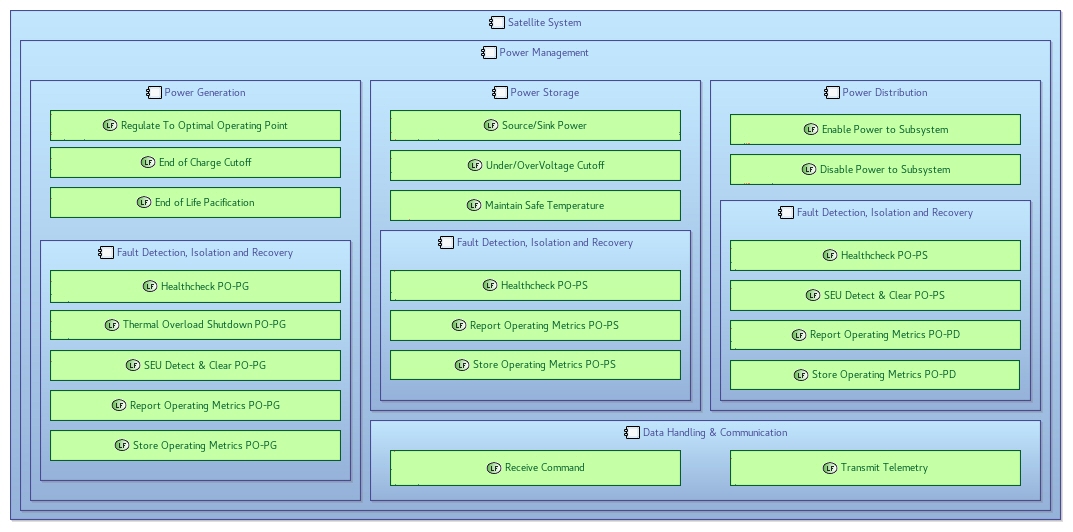 Satellite System
Power Management
Power Generation
LF Regulate To Optimal Operating Point
LF End of Charge Cutoff
LF End of Life Pacification
Fault Detection, Isolation and Recovery
LF Healthcheck PO-PG
LF Thermal Overload Shutdown PO-PG
LF SEU Detect & Clear PO-PG
LF Report Operating Metrics PO-PG
LF Store Operating Metrics PO-PG
Power Storage
LF Source/Sink Power
LF Under/OverVoltage Cutoff
LF Maintain Safe Temperature
Fault Detection, Isolation and Recovery
LF Healthcheck PO-PS
LF Report Operating Metrics PO-PS
LF Store Operating Metrics PO-PS
Power Distribution
LF Enable Power to Subsystem
LF Disable Power to Subsystem
Fault Detection, Isolation and Recovery
LF Healthcheck PO-PS
LF SEU Detect & Clear PO-PS
LF Report Operating Metrics PO-PD
LF Store Operating Metrics PO-PD
Data Handling & Communication
LF Receive Command
LF Transmit Telemetry